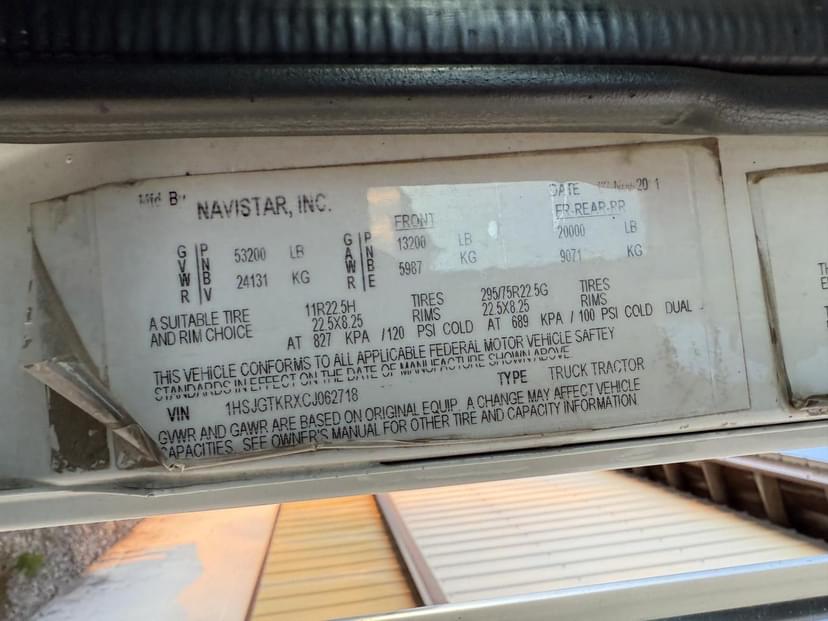 Mfd By NAVISTAR, INC.
DATE
FRONT FR-REAR-RR
G V W R P N B V 53200 LB 24131 KG
G A W R P N B E 13200 LB 5987 KG 20000 LB 9071 KG
A SUITABLE TIRE 11R22.5H TIRES 295/75R22.5G TIRES
AND RIM CHOICE 22.5X8.25 RIMS 22.5X8.25 RIMS
AT 827 KPA /120 PSI COLD AT 689 KPA / 100 PSI COLD DUAL
THIS VEHICLE CONFORMS TO ALL APPLICABLE FEDERAL MOTOR VEHICLE SAFTEY
STANDARDS IN EFFECT ON THE DATE OF MANUFACTURE SHOWN ABOVE
VIN 1HSJGTKRXCJ062718 TYPE TRUCK TRACTOR
GVWR AND GAWR ARE BASED ON ORIGINAL EQUIP . A CHANGE MAY AFFECT VEHICLE
CAPACITIES. SEE OWNER'S MANUAL FOR OTHER TIRE AND CAPACITY INFORMATION